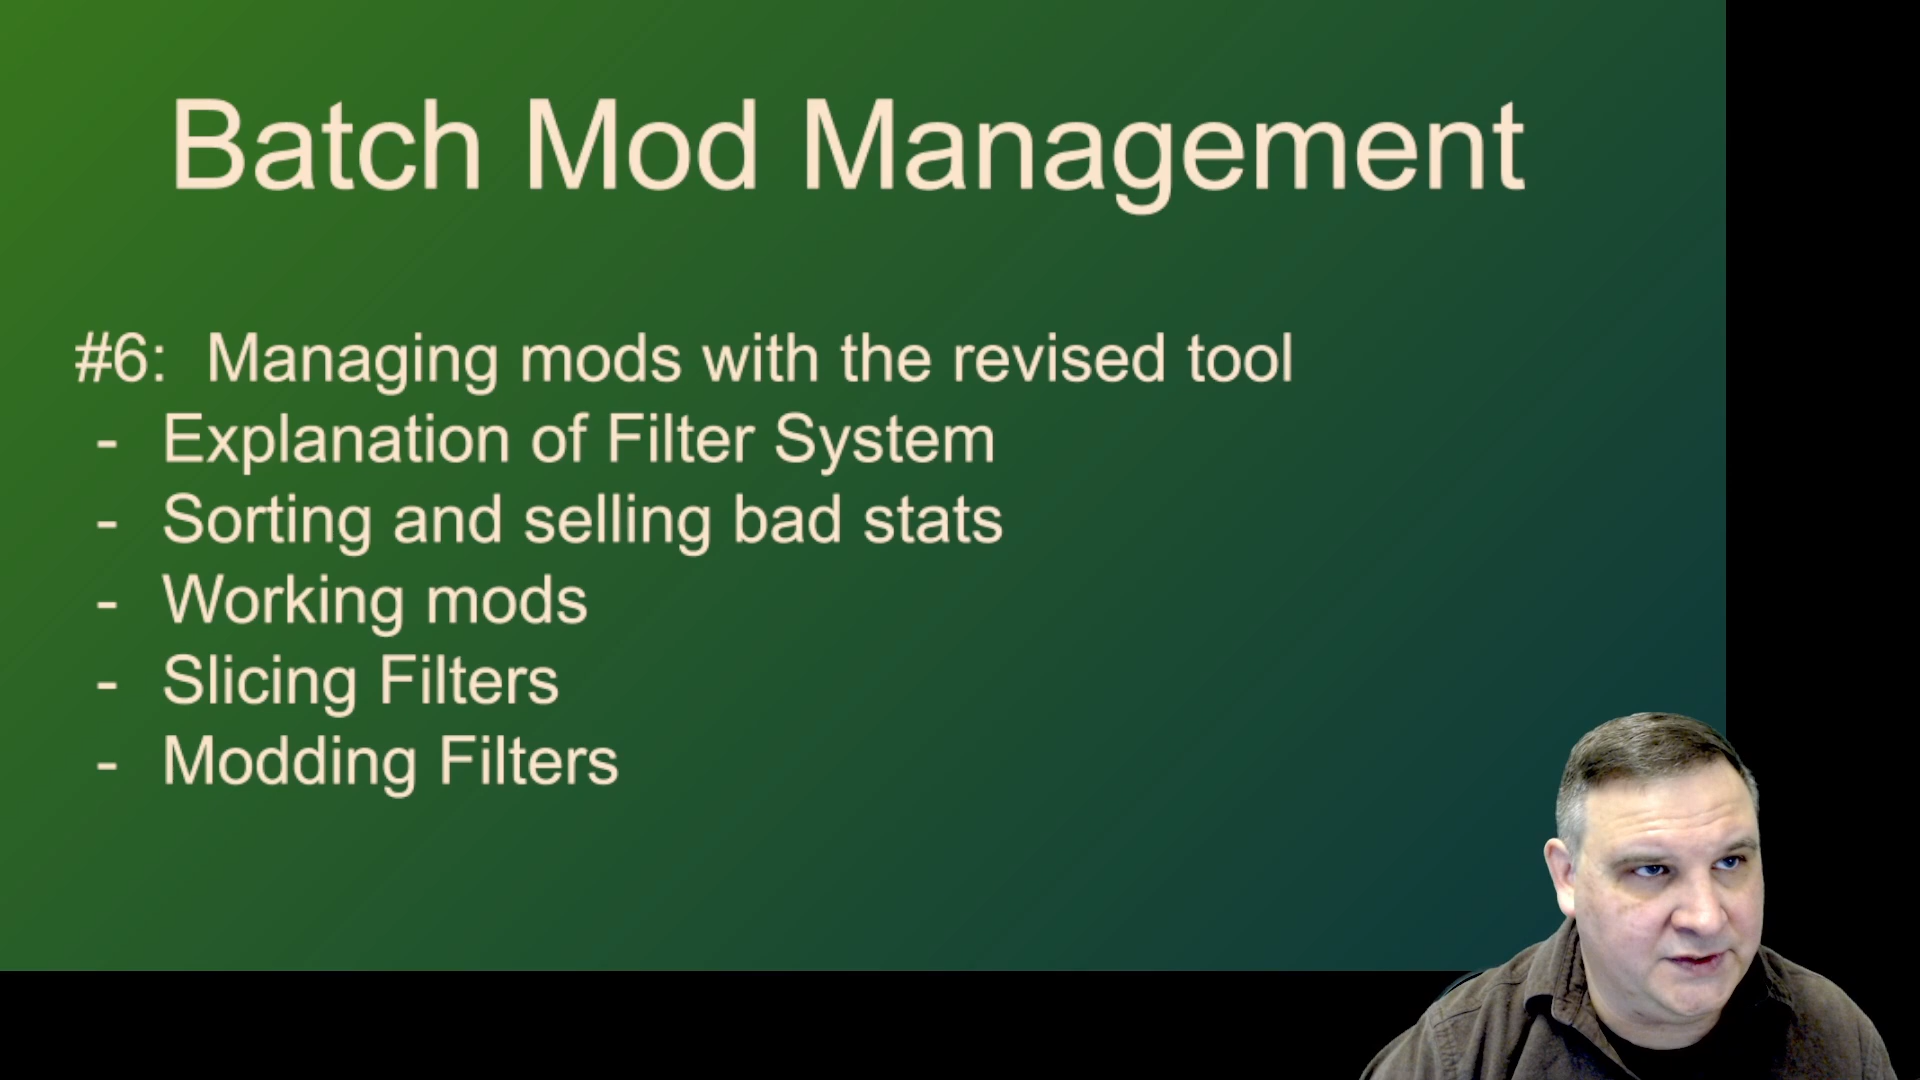 Batch Mod Management
#6: Managing mods with the revised tool
- Explanation of Filter System
- Sorting and selling bad stats
- Working mods
- Slicing Filters
- Modding Filters